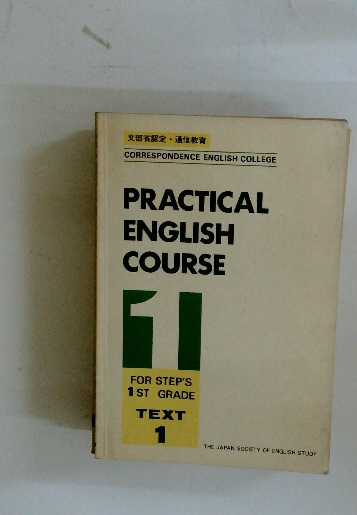 文部省認定・通信教育
CORRESPONDENCE ENGLISH COLLEGE
PRACTICAL
ENGLISH
COURSE
1
FOR STEP'S
1ST GRADE
TEXT
1
THE JAPAN SOCIETY OF ENGLISH STUDY